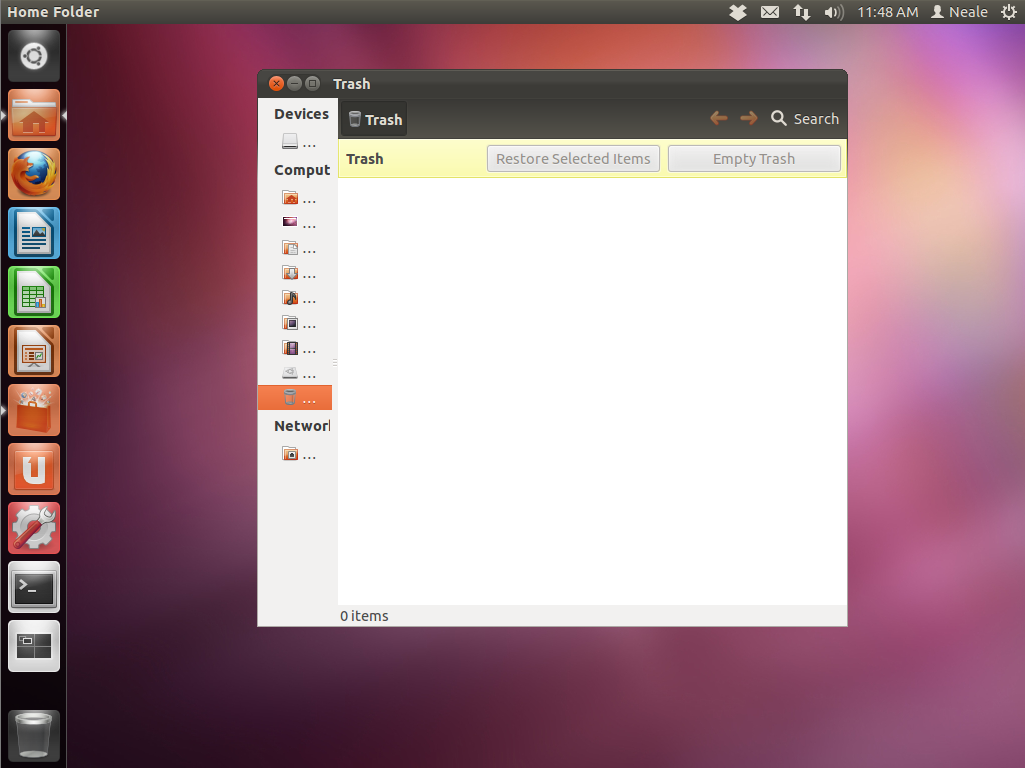 Home Folder
11:48 AM Neale
Trash
Devices
...
Comput
...
...
...
...
...
...
...
...
...
Networ
...
Trash
Search
Trash
Restore Selected Items
Empty Trash
0 items